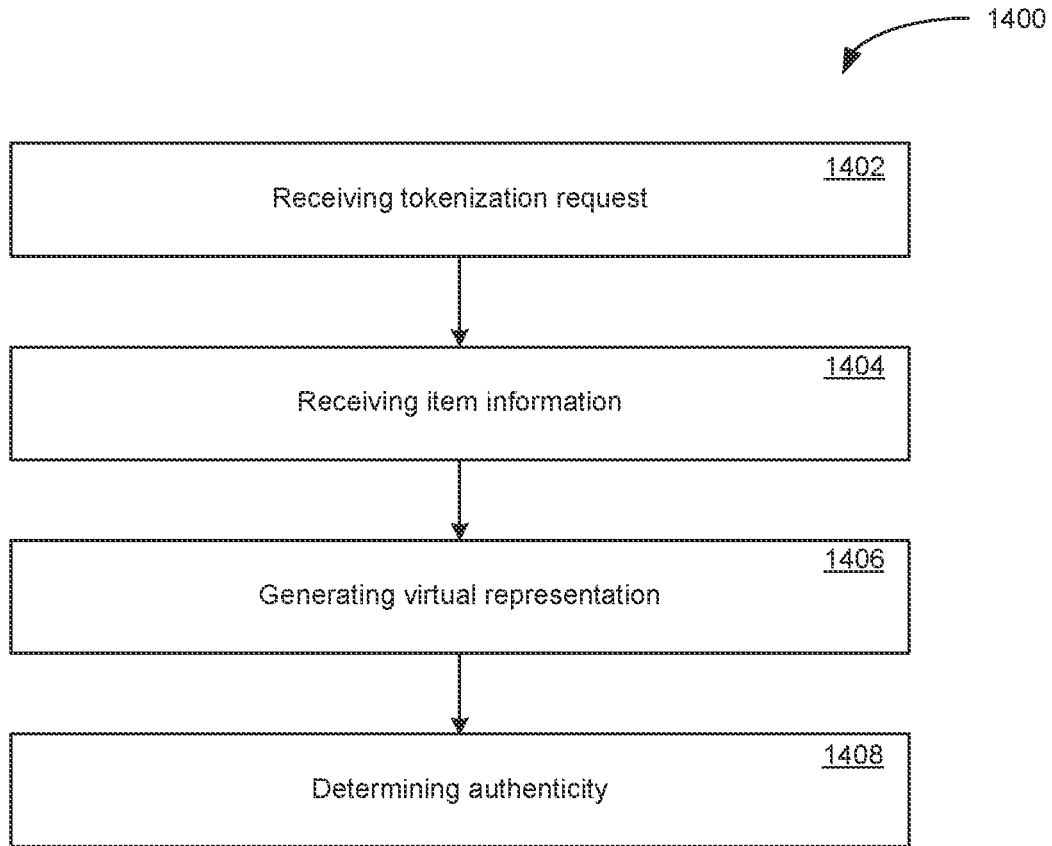 1400
1402
Receiving tokenization request
1404
Receiving item information
1406
Generating virtual representation
1408
Determining authenticity